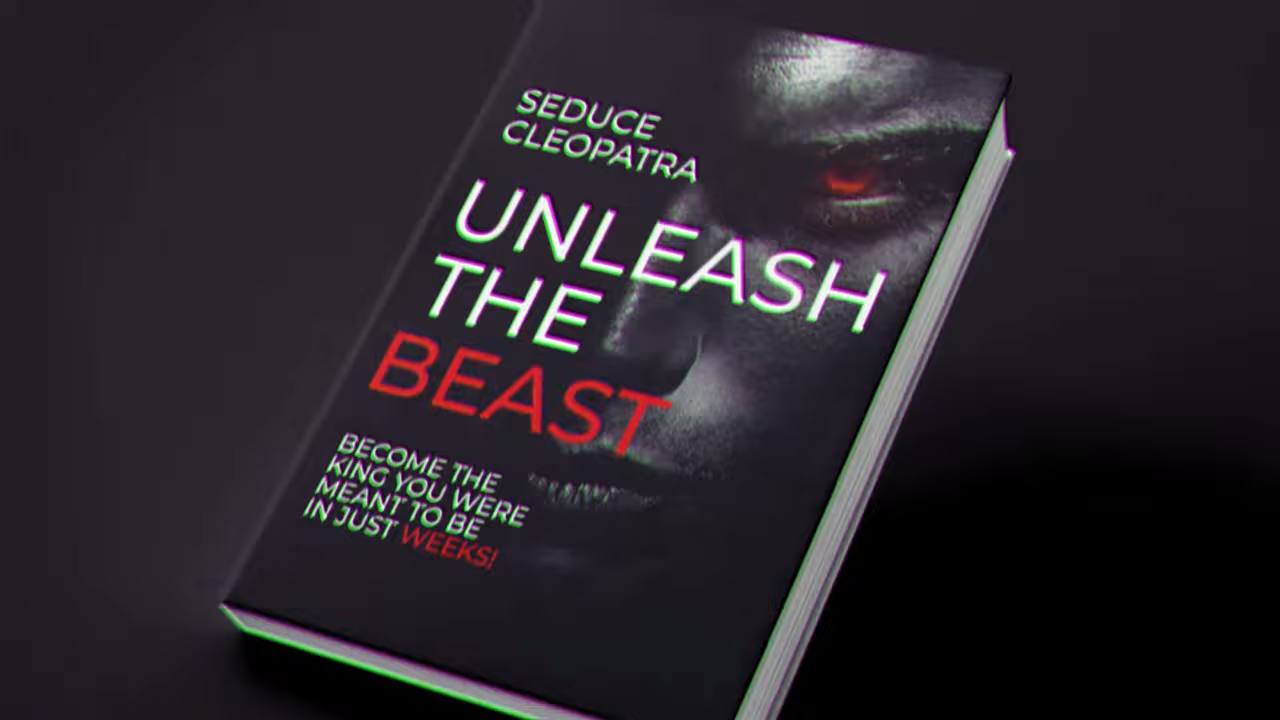 SEDUCE
CLEOPATRA
UNLEASH
THE
BEAST
BECOME THE
KING YOU WERE
MEANT TO BE
IN JUST WEEKS!